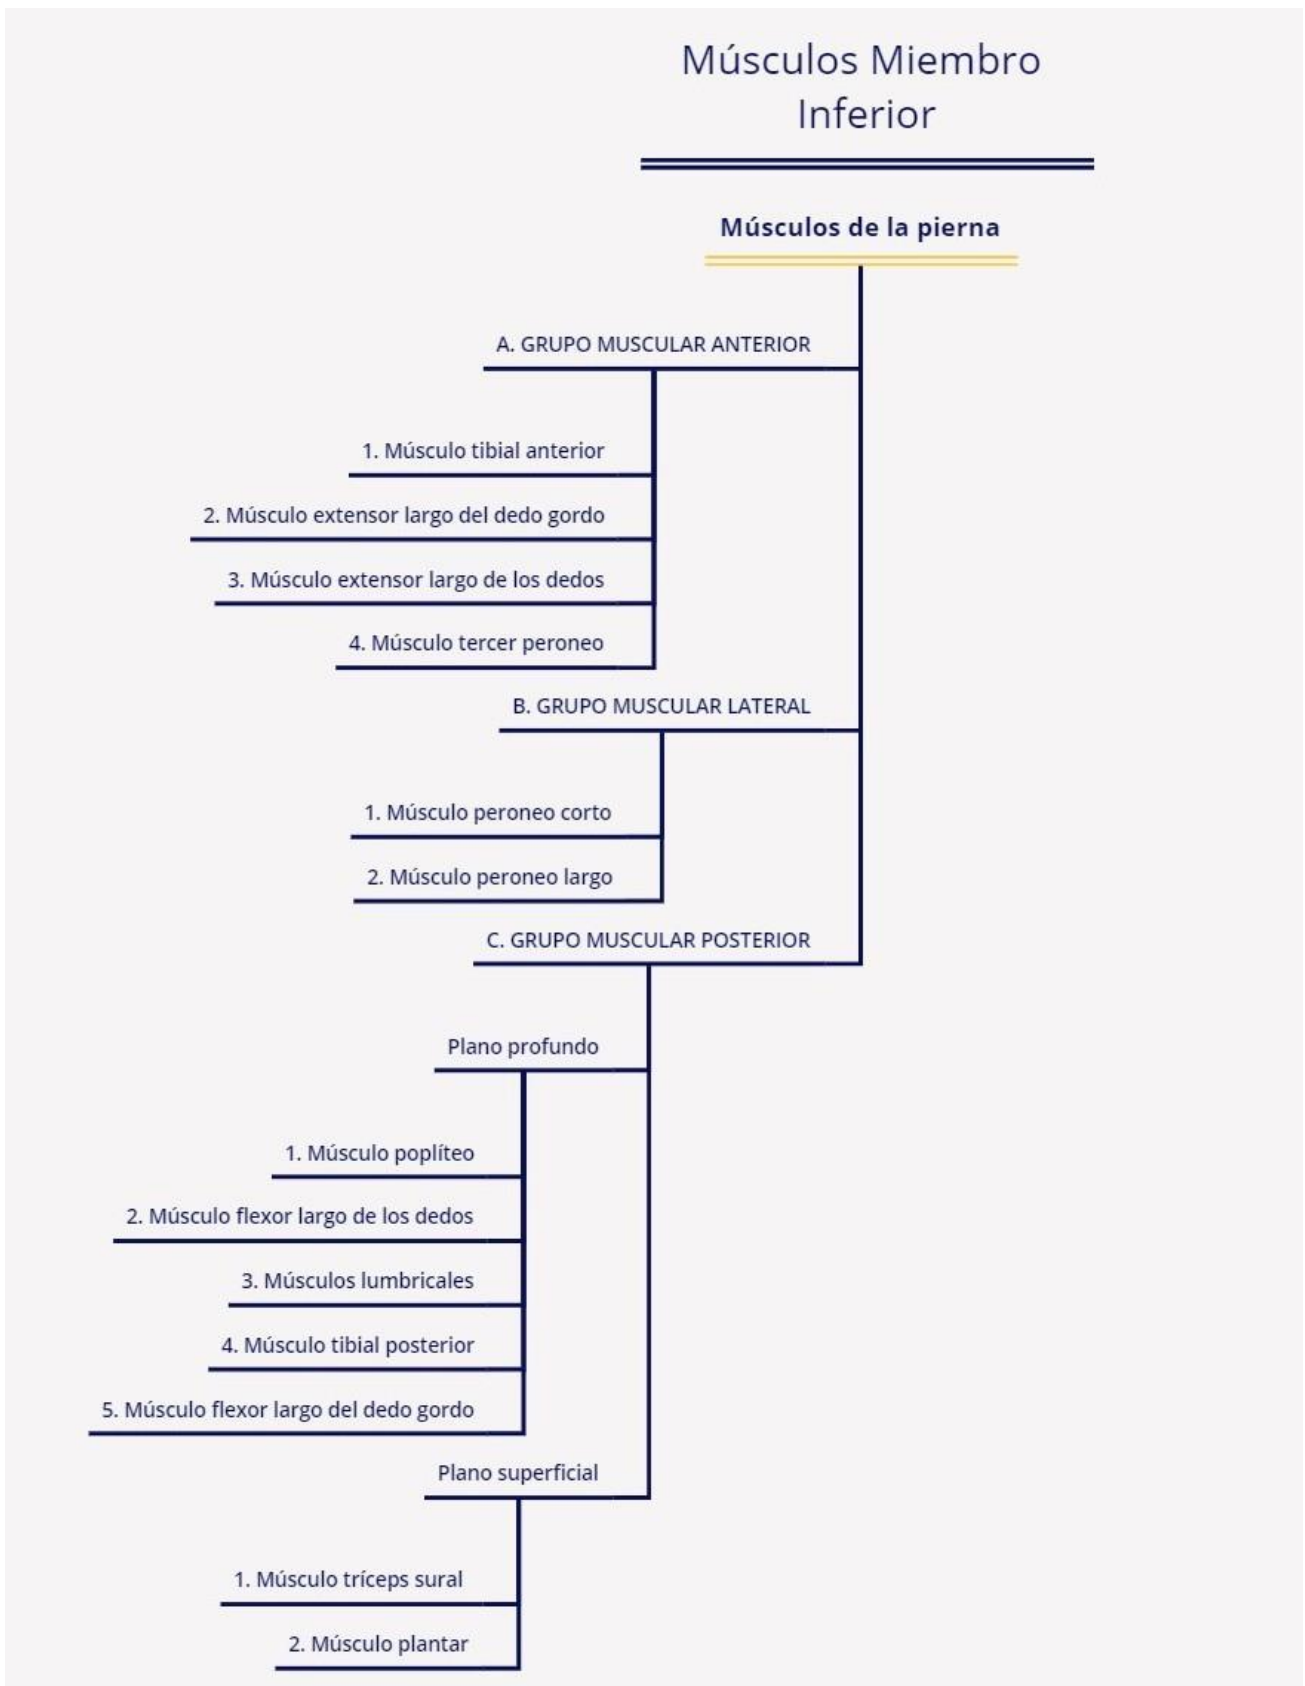 Músculos Miembro
Inferior
Músculos de la pierna
A. GRUPO MUSCULAR ANTERIOR
1. Músculo tibial anterior
2. Músculo extensor largo del dedo gordo
3. Músculo extensor largo de los dedos
4. Músculo tercer peroneo
B. GRUPO MUSCULAR LATERAL
1. Músculo peroneo corto
2. Músculo peroneo largo
C. GRUPO MUSCULAR POSTERIOR
Plano profundo
1. Músculo poplíteo
2. Músculo flexor largo de los dedos
3. Músculos lumbricales
4. Músculo tibial posterior
5. Músculo flexor largo del dedo gordo
Plano superficial
1. Músculo tríceps sural
2. Músculo plantar